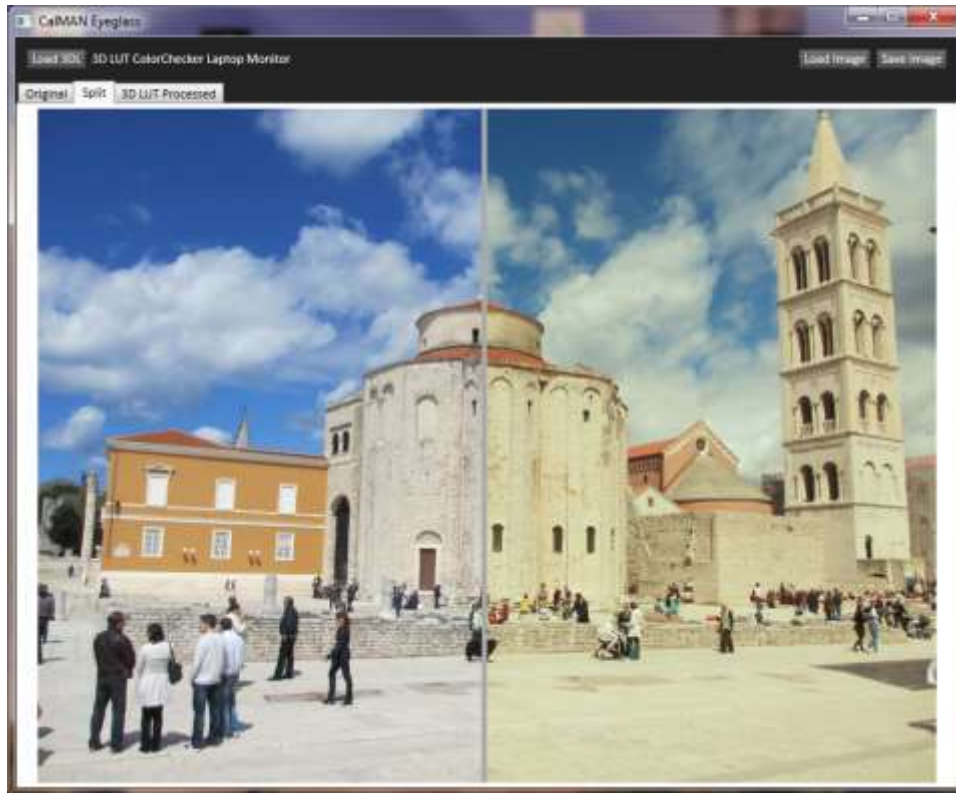 CalMAN Eyeglass
Load 3DL 3D LUT ColorChecker Laptop Monitor Load Image Save Image
Original Split 3D LUT Processed